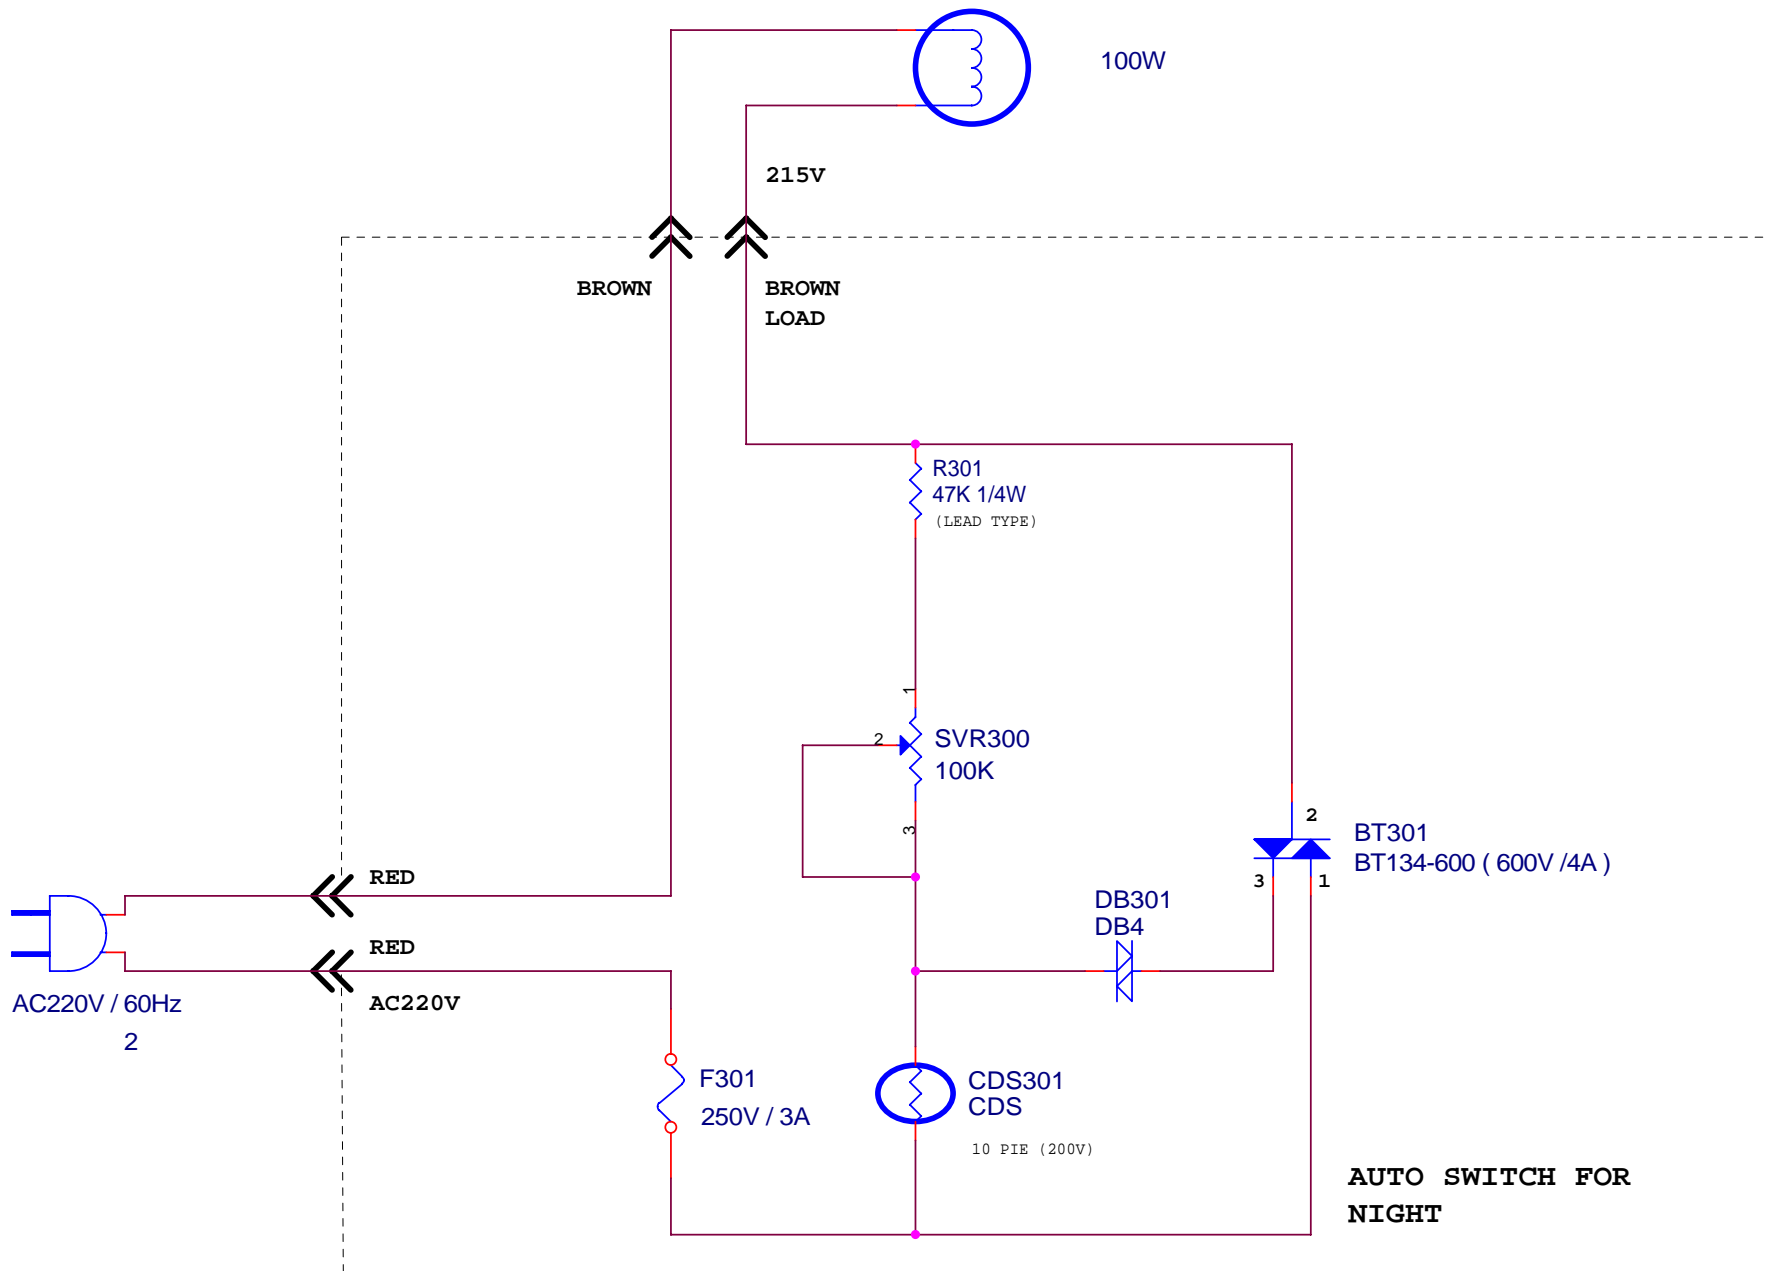 100W
215V
BROWN
BROWN
LOAD
R301
47K 1/4W
(LEAD TYPE)
1
2
SVR300
100K
3
2
BT301
BT134-600 ( 600V /4A )
3
1
RED
DB301
DB4
RED
AC220V / 60Hz
AC220V
2
F301
250V / 3A
CDS301
CDS
10 PIE (200V)
AUTO SWITCH FOR
NIGHT